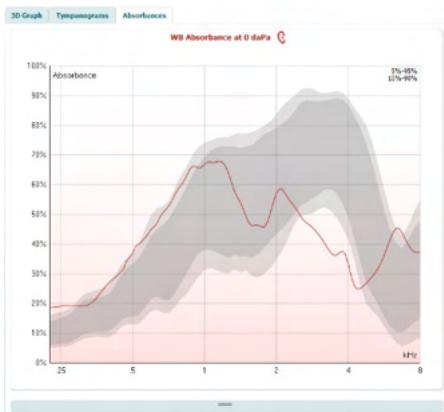 3D Graph Tympanograms Absorbances
WB Absorbance at 0 daPa
100% Absorbance 5%-95%
10%-90%
90%
80%
70%
60%
50%
40%
30%
20%
10%
0% kHz
.25 .5 1 2 4 8